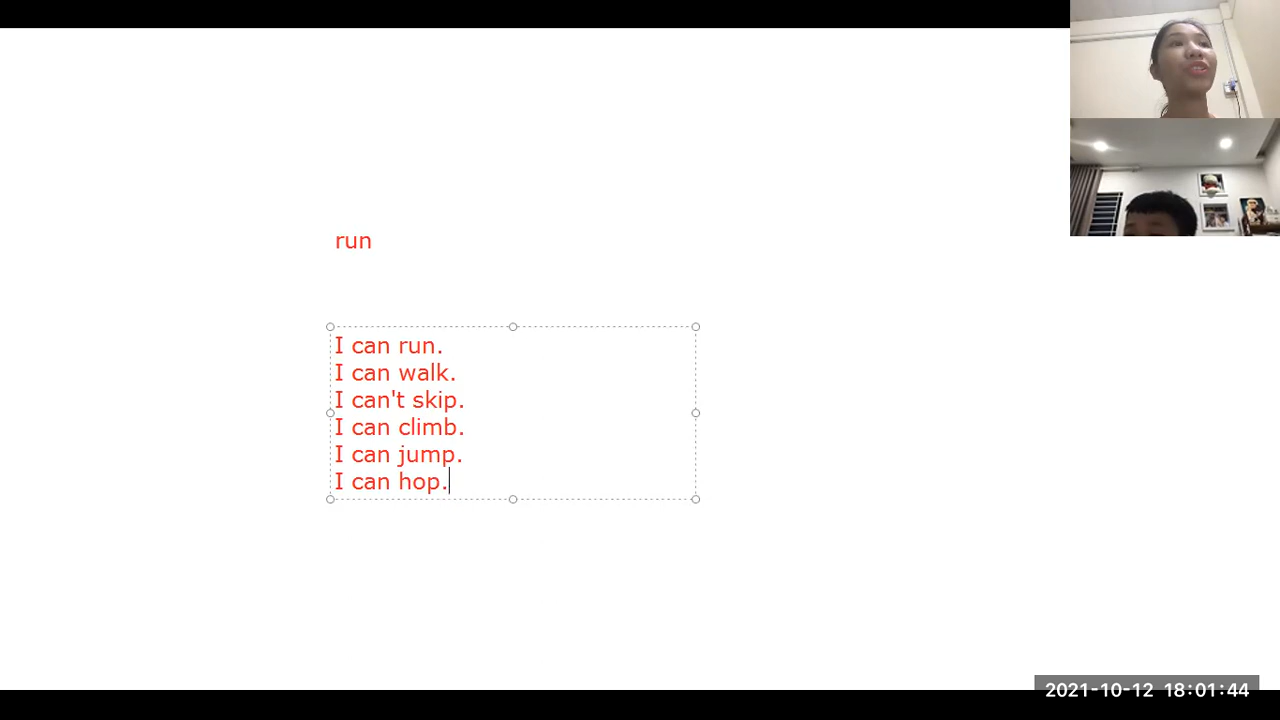 run
I can run.
I can walk.
I can't skip.
I can climb.
I can jump.
I can hop.
2021-10-12 18:01:44